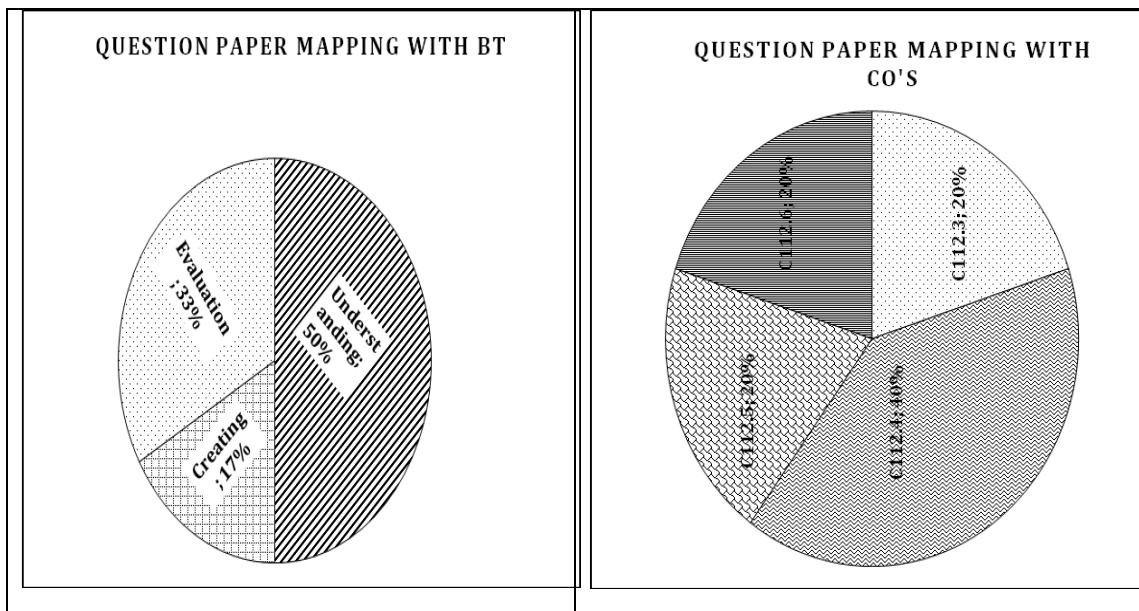 QUESTION PAPER MAPPING WITH BT
Evaluation
; 33%
Underst
anding;
50%
Creating
; 17%
QUESTION PAPER MAPPING WITH
CO'S
C112.6; 20%
C112.3; 20%
C112.5; 20%
C112.4; 40%